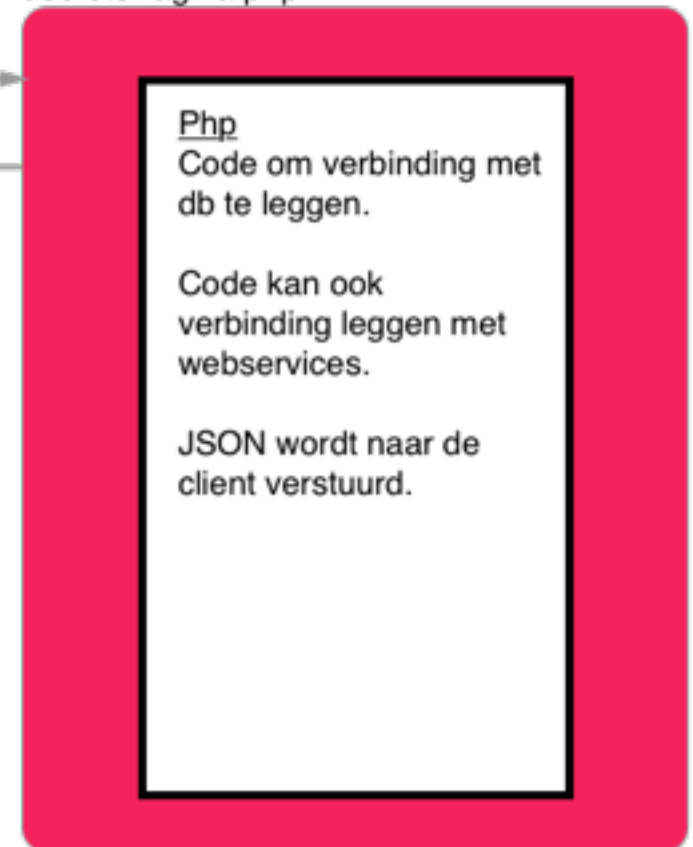 Php
Code om verbinding met
db te leggen.
Code kan ook
verbinding leggen met
webservices.
JSON wordt naar de
client verstuurd.